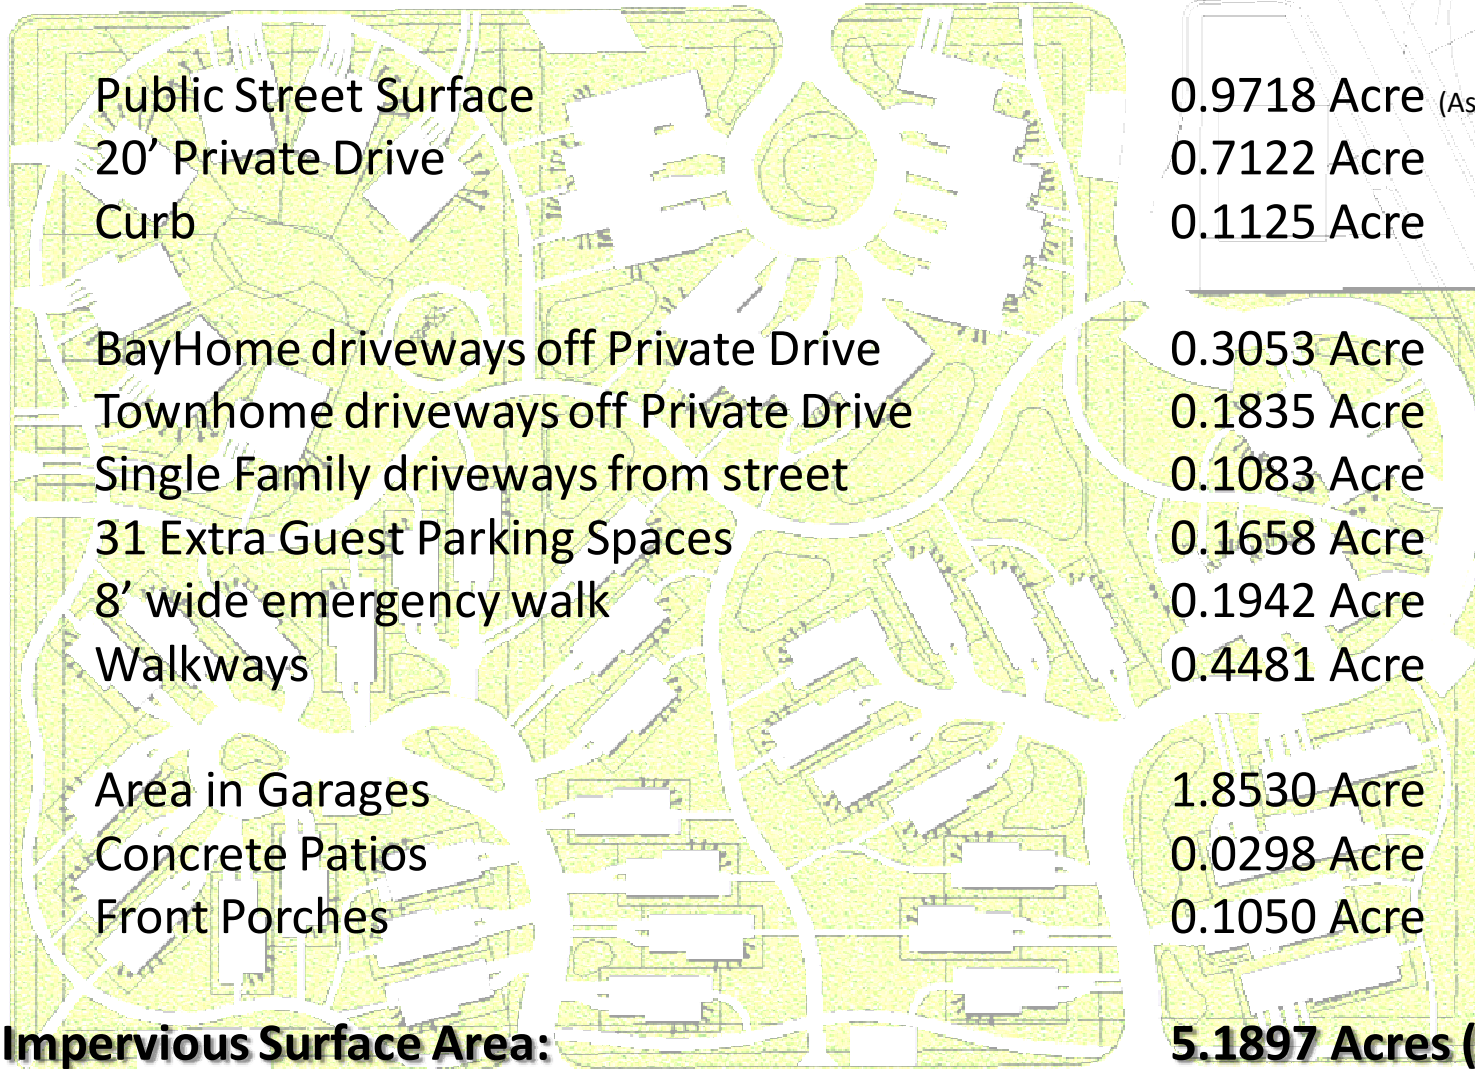 Public Street Surface 0.9718 Acre (As
20’ Private Drive 0.7122 Acre
Curb 0.1125 Acre
BayHome driveways off Private Drive 0.3053 Acre
Townhome driveways off Private Drive 0.1835 Acre
Single Family driveways from street 0.1083 Acre
31 Extra Guest Parking Spaces 0.1658 Acre
8’ wide emergency walk 0.1942 Acre
Walkways 0.4481 Acre
Area in Garages 1.8530 Acre
Concrete Patios 0.0298 Acre
Front Porches 0.1050 Acre
Impervious Surface Area: 5.1897 Acres (